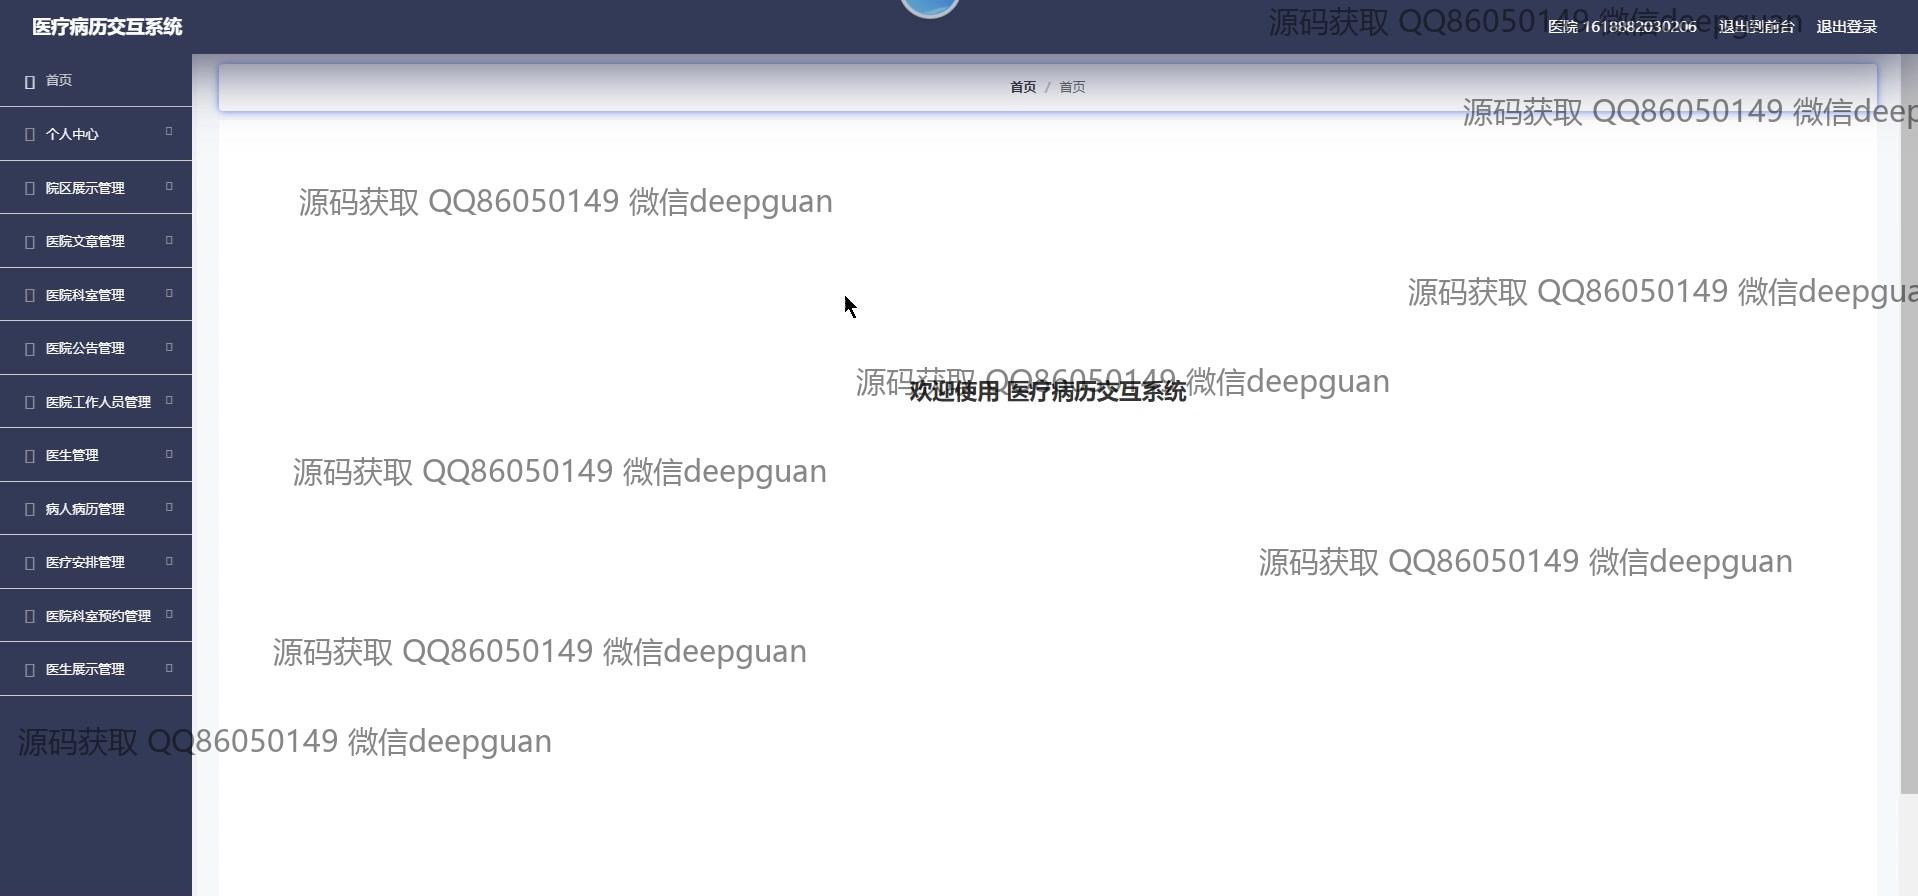 医疗病历交互系统
源码获取 QQ86050149 微信deepguan
医院 1618882030206 退出到前台 退出登录
首页
首页 / 首页
源码获取 QQ86050149 微信deep
个人中心
院区展示管理
源码获取 QQ86050149 微信deepguan
医院文章管理
医院科室管理
源码获取 QQ86050149 微信deepgua
医院公告管理
源码获取 QQ86050149 微信deepguan
欢迎使用 医疗病历交互系统
医院工作人员管理
医生管理
源码获取 QQ86050149 微信deepguan
病人病历管理
医疗安排管理
源码获取 QQ86050149 微信deepguan
医院科室预约管理
源码获取 QQ86050149 微信deepguan
医生展示管理
源码获取 QQ86050149 微信deepguan